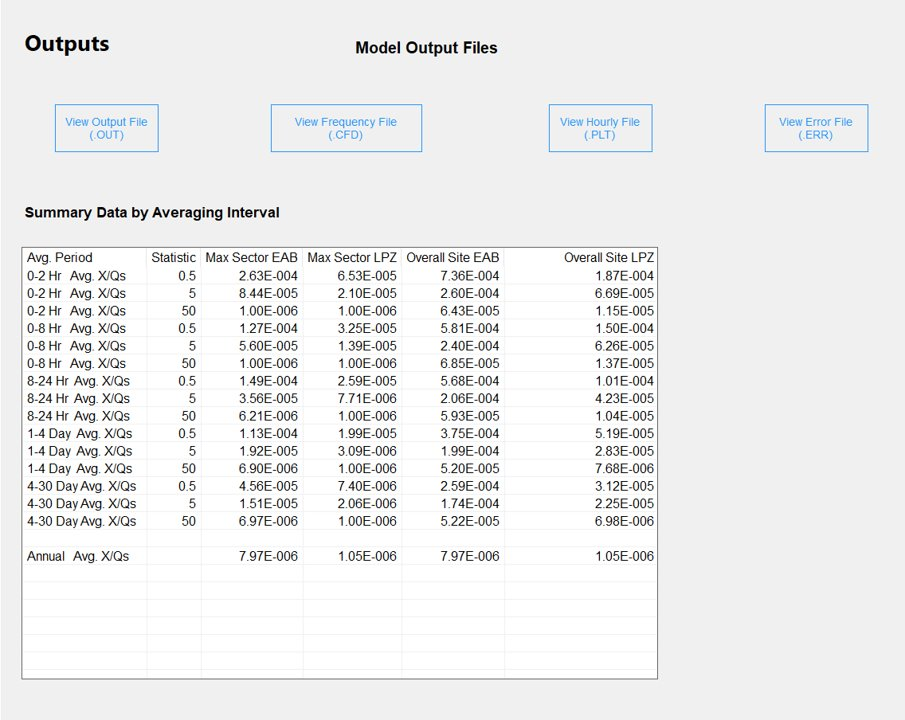 Outputs
Model Output Files
View Output File
(.OUT)
View Frequency File
(.CFD)
View Hourly File
(.PLT)
View Error File
(.ERR)
Summary Data by Averaging Interval
Avg. Period Statistic Max Sector EAB Max Sector LPZ Overall Site EAB Overall Site LPZ
0-2 Hr Avg. X/Qs 0.5 2.63E-004 6.53E-005 7.36E-004 1.87E-004
0-2 Hr Avg. X/Qs 5 8.44E-005 2.10E-005 2.60E-004 6.69E-005
0-2 Hr Avg. X/Qs 50 1.00E-006 1.00E-006 6.43E-005 1.15E-005
0-8 Hr Avg. X/Qs 0.5 1.27E-004 3.25E-005 5.81E-004 1.50E-004
0-8 Hr Avg. X/Qs 5 5.60E-005 1.39E-005 2.40E-004 6.26E-005
0-8 Hr Avg. X/Qs 50 1.00E-006 1.00E-006 6.85E-005 1.37E-005
8-24 Hr Avg. X/Qs 0.5 1.49E-004 2.59E-005 5.68E-004 1.01E-004
8-24 Hr Avg. X/Qs 5 3.56E-005 7.71E-006 2.06E-004 4.23E-005
8-24 Hr Avg. X/Qs 50 6.21E-006 1.00E-006 5.93E-005 1.04E-005
1-4 Day Avg. X/Qs 0.5 1.13E-004 1.99E-005 3.75E-004 5.19E-005
1-4 Day Avg. X/Qs 5 1.92E-005 3.09E-006 1.99E-004 2.83E-005
1-4 Day Avg. X/Qs 50 6.90E-006 1.00E-006 5.20E-005 7.68E-006
4-30 Day Avg. X/Qs 0.5 4.56E-005 7.40E-006 2.59E-004 3.12E-005
4-30 Day Avg. X/Qs 5 1.51E-005 2.06E-006 1.74E-004 2.25E-005
4-30 Day Avg. X/Qs 50 6.97E-006 1.00E-006 5.22E-005 6.98E-006
Annual Avg. X/Qs 7.97E-006 1.05E-006 7.97E-006 1.05E-006